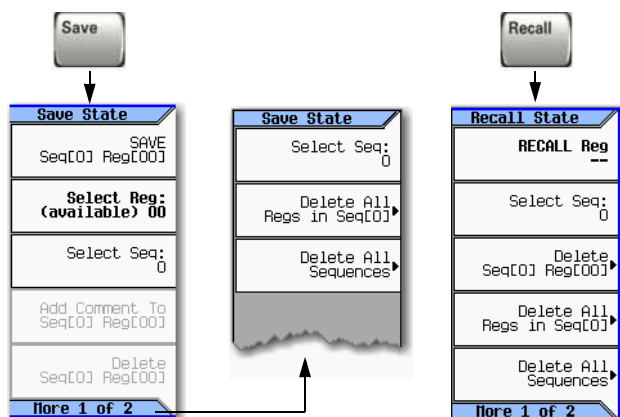 Save
Save State
SAVE
Seq[0] Reg[00]
Select Reg:
(available) 00
Select Seq:
0
Add Comment To
Seq[0] Reg[00]
Delete
Seq[0] Reg[00]
More 1 of 2
Save State
Select Seq:
0
Delete All
Regs in Seq[0]
Delete All
Sequences
Recall
Recall State
RECALL Reg
--
Select Seq:
0
Delete
Seq[0] Reg[00]
Delete All
Regs in Seq[0]
Delete All
Sequences
More 1 of 2